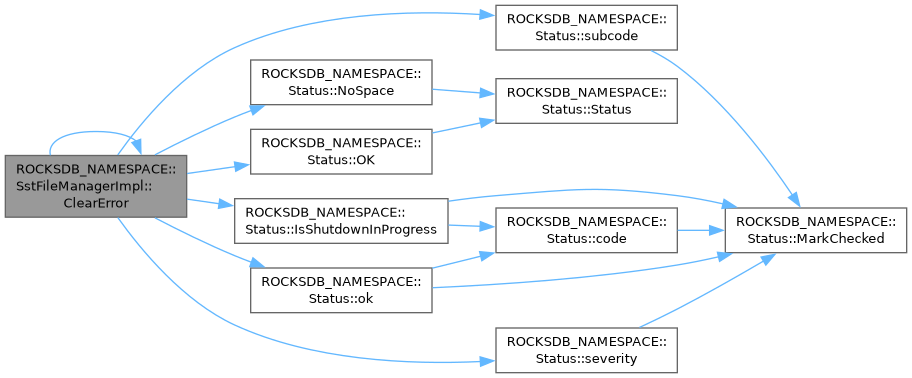 ROCKSDB_NAMESPACE::
SstFileManagerImpl::
ClearError
ROCKSDB_NAMESPACE::
Status::NoSpace
ROCKSDB_NAMESPACE::
Status::OK
ROCKSDB_NAMESPACE::
Status::IsShutdownInProgress
ROCKSDB_NAMESPACE::
Status::ok
ROCKSDB_NAMESPACE::
Status::subcode
ROCKSDB_NAMESPACE::
Status::Status
ROCKSDB_NAMESPACE::
Status::code
ROCKSDB_NAMESPACE::
Status::severity
ROCKSDB_NAMESPACE::
Status::MarkChecked